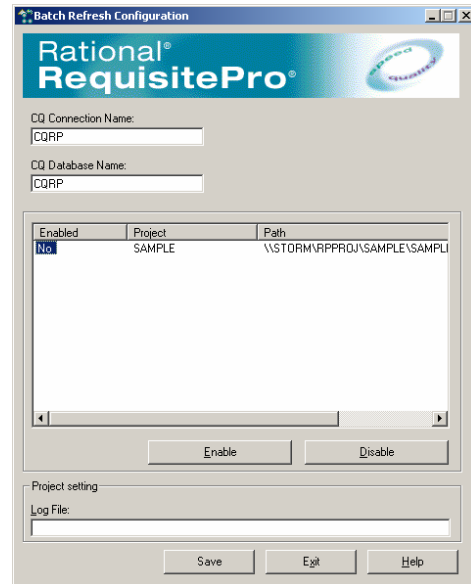 Batch Refresh Configuration
Rational®
RequisitePro®
speed
quality
CQ Connection Name:
CQRP
CQ Database Name:
CQRP
Enabled Project Path
No SAMPLE \\STORM\RPPROJ\SAMPLE\SAMPL
Enable Disable
Project setting
Log File:
Save Exit Help